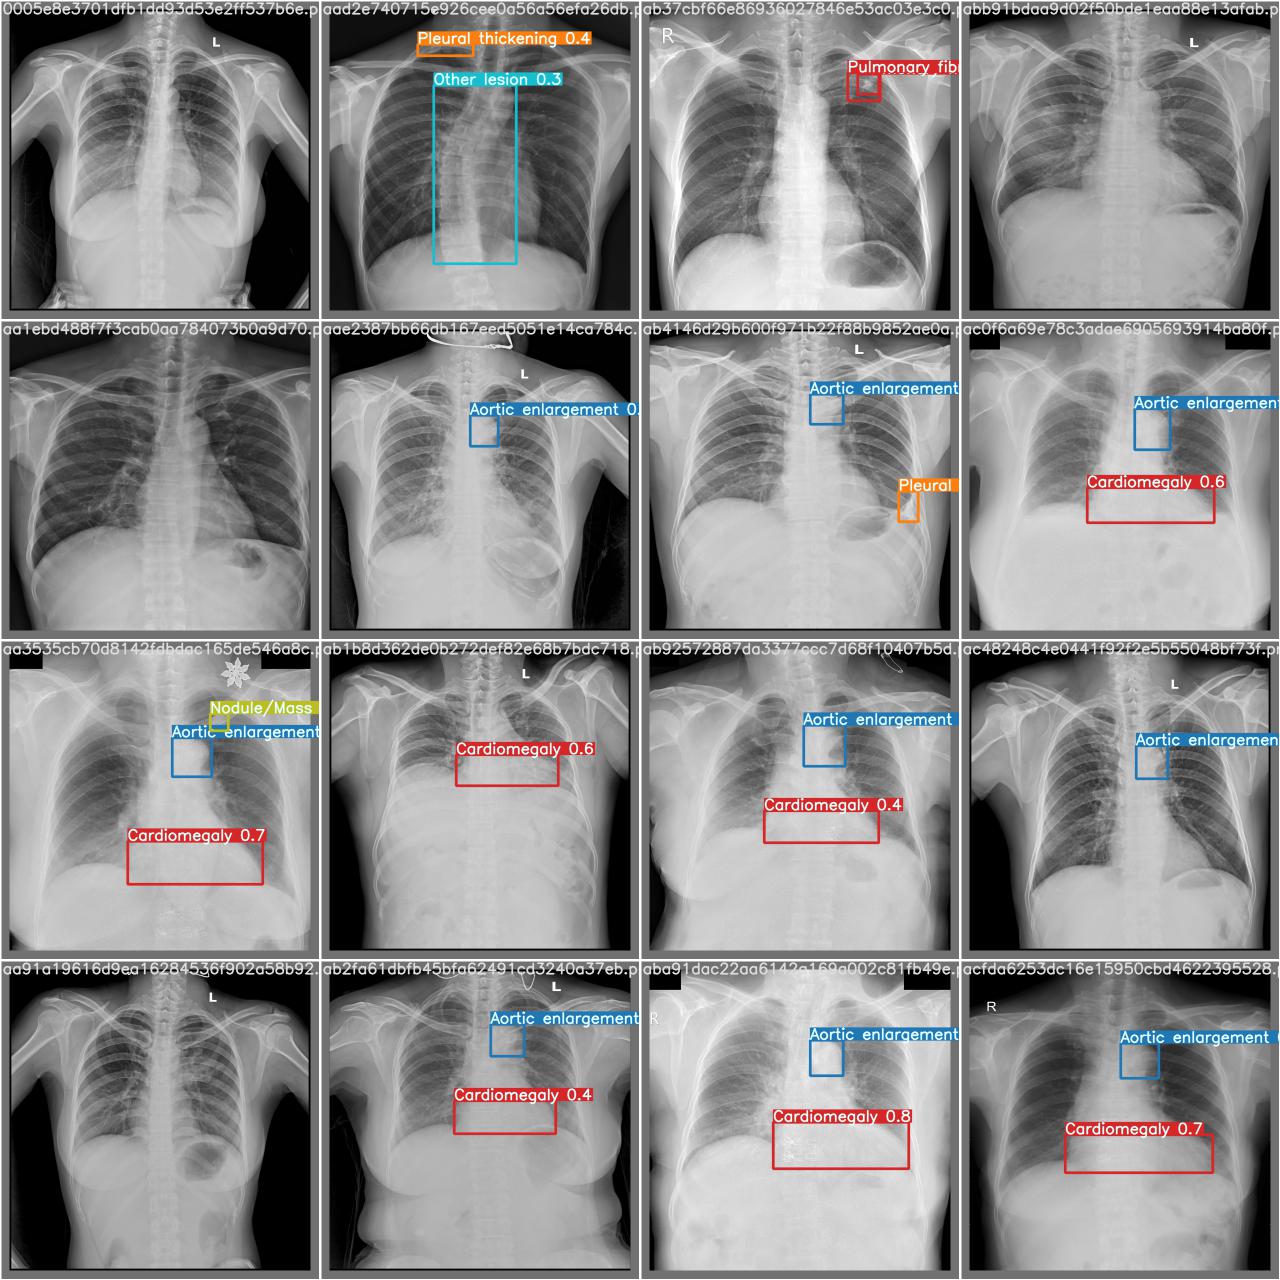 0005e8e3701dfb1dd93d53e2ff537b6e.p
aad2e740715e926cee0a56a56efa26db.p
ab37cbf66e86936027846e53ac03e3c0.p
abb91bdaa9d02f50bde1eaa88e13afab.p
L
Pleural thickening 0.4
Other lesion 0.3
R
Pulmonary fib
L
aa1ebd488f7f3cab0aa784073b0a9d70.p
aae2387bb66db167eed5051e14ca784c.
ab4146d29b600f971b22f88b9852ae0a.p
ac0f6a69e78c3adae6905693914ba80f.p
L
Aortic enlargement 0.
L
Aortic enlargement
Pleural
Aortic enlargement
Cardiomegaly 0.6
aa3535cb70d8142fdbdac165de546a8c.p
ab1b8d362de0b272def82e68b7bdc718.p
ab92572887da3377ccc7d68f10407b5d.
ac48248c4e0441f92f2e5b55048bf73f.p
Nodule/Mass
Aortic enlargement
Cardiomegaly 0.7
L
Cardiomegaly 0.6
Aortic enlargement
Cardiomegaly 0.4
L
Aortic enlargement
aa91a19616d9ea16284536f902a58b92.
ab2fa61dbfb45bfa62491cd3240a37eb.p
aba91dac22aa6142a169a002c81fb49e.p
acfda6253dc16e15950cbd4622395528.p
L
L
Aortic enlargement
Cardiomegaly 0.4
R
Aortic enlargement
Cardiomegaly 0.8
R
Aortic enlargement
Cardiomegaly 0.7